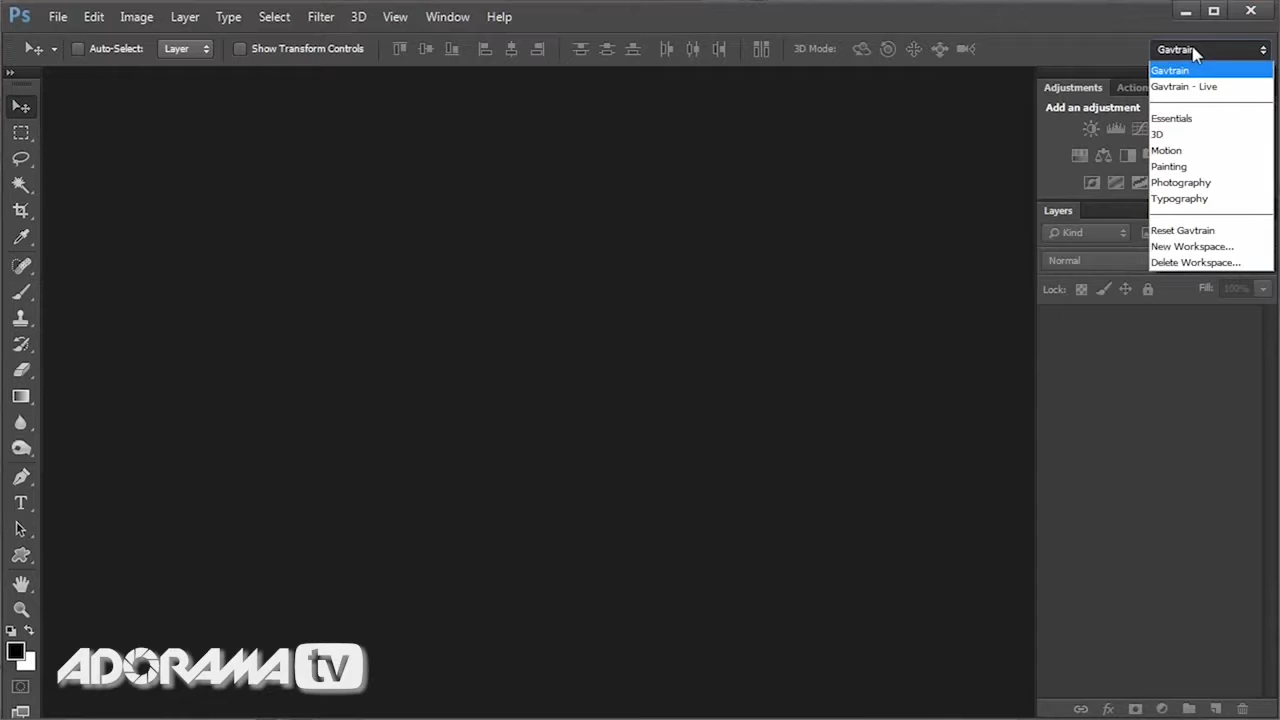 Ps File Edit Image Layer Type Select Filter 3D View Window Help
Auto-Select: Layer Show Transform Controls 3D Mode: Gavtrain
Gavtrain
Gavtrain - Live
Essentials
3D
Motion
Painting
Photography
Typography
Reset Gavtrain
New Workspace...
Delete Workspace...
Adjustments Action
Add an adjustment
Layers
Kind
Normal
Lock: Fill: 100%
T
fx
ADORAMA tv